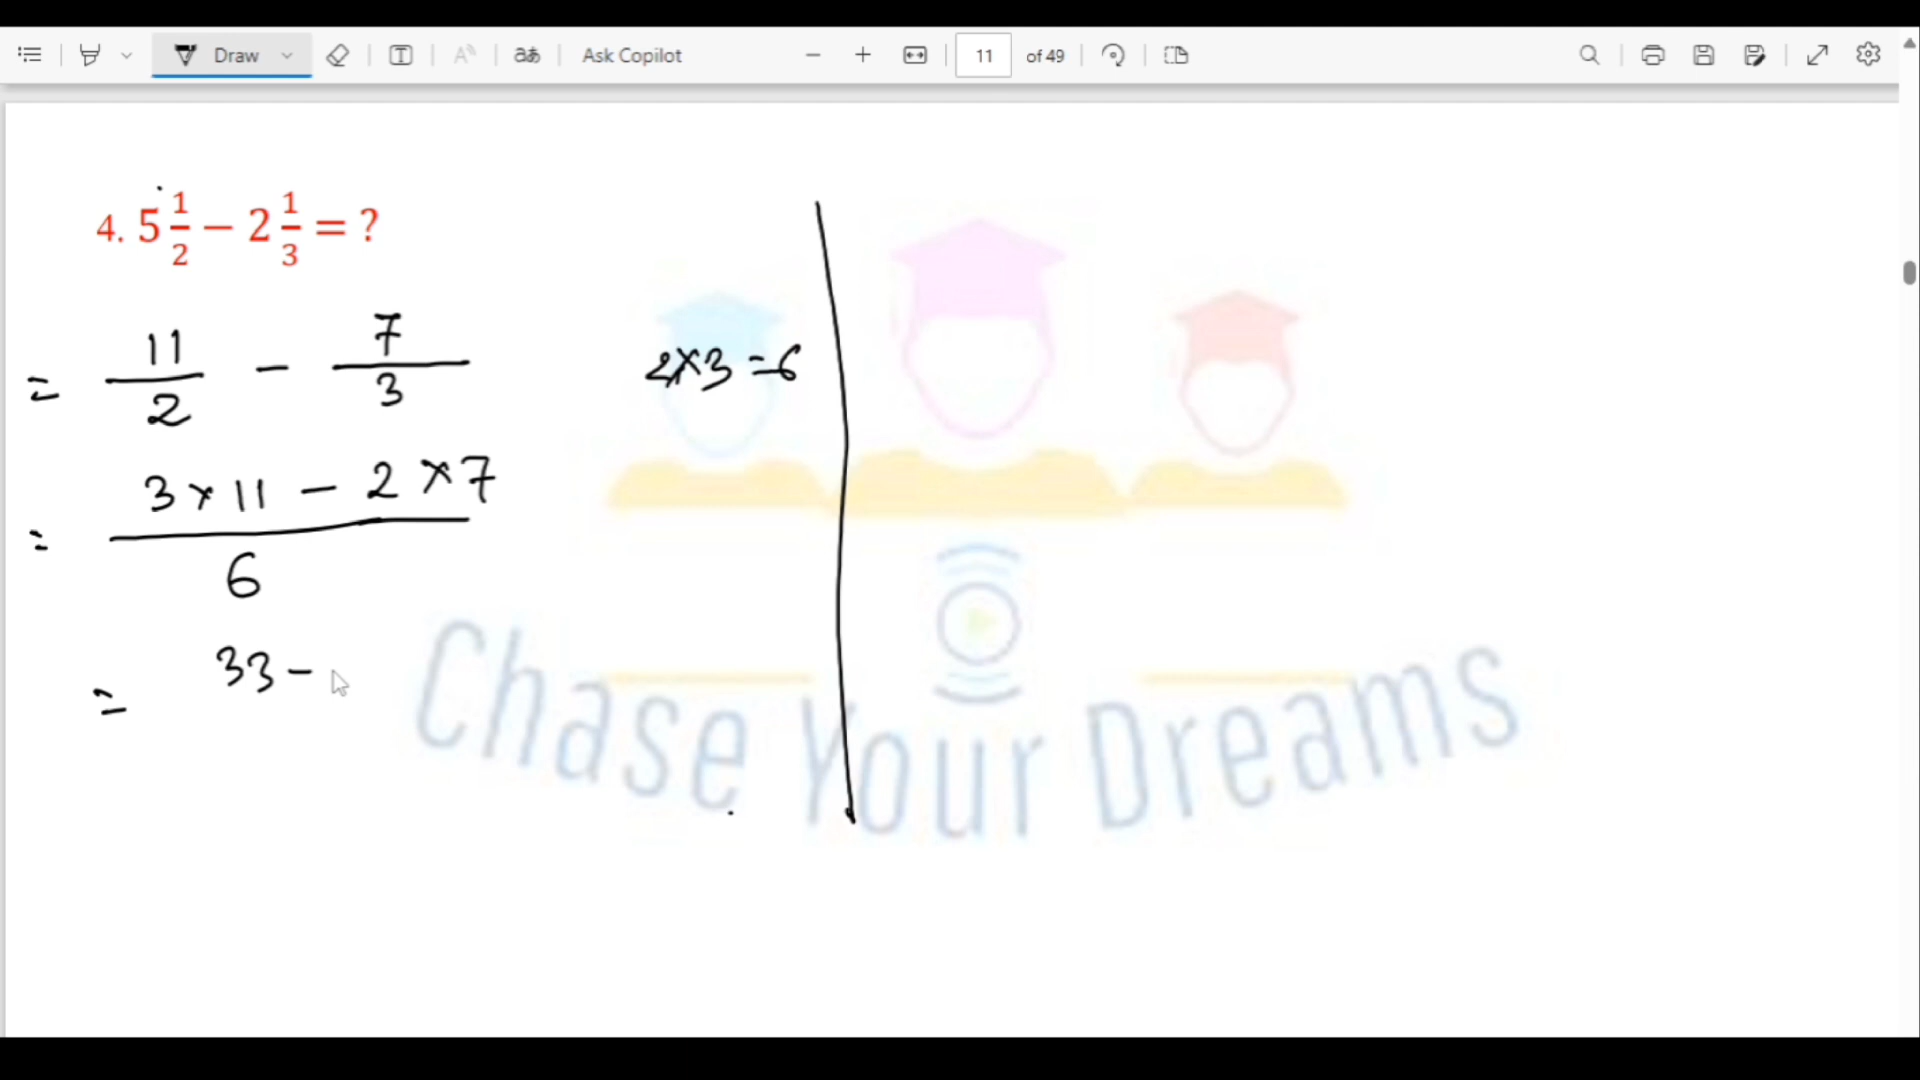 Draw Ask Copilot 11 of 49
4. 5 1/2 − 2 1/3 = ?
= 11/2 − 7/3
2×3 = 6
= 3×11 − 2×7 / 6
= 33 −
Chase Your Dreams